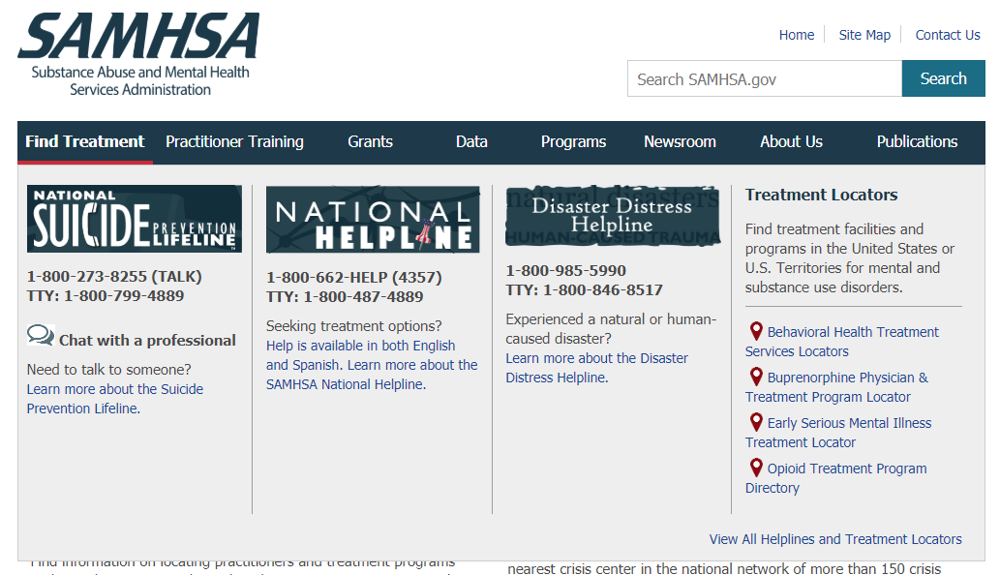 SAMHSA
Substance Abuse and Mental Health
Services Administration
Home
Site Map
Contact Us
Search SAMHSA.gov
Search
Find Treatment
Practitioner Training
Grants
Data
Programs
Newsroom
About Us
Publications
NATIONAL
SUICIDE PREVENTION
LIFELINE™
1-800-273-8255 (TALK)
TTY: 1-800-799-4889
Chat with a professional
Need to talk to someone?
Learn more about the Suicide
Prevention Lifeline.
NATIONAL
HELPLINE
1-800-662-HELP (4357)
TTY: 1-800-487-4889
Seeking treatment options?
Help is available in both English
and Spanish. Learn more about the
SAMHSA National Helpline.
natural disasters
Disaster Distress
Helpline
HUMAN-CAUSED TRAUMA
1-800-985-5990
TTY: 1-800-846-8517
Experienced a natural or human-
caused disaster?
Learn more about the Disaster
Distress Helpline.
Treatment Locators
Find treatment facilities and
programs in the United States or
U.S. Territories for mental and
substance use disorders.
Behavioral Health Treatment
Services Locators
Buprenorphine Physician &
Treatment Program Locator
Early Serious Mental Illness
Treatment Locator
Opioid Treatment Program
Directory
View All Helplines and Treatment Locators
Find information on locating practitioners and treatment programs
nearest crisis center in the national network of more than 150 crisis